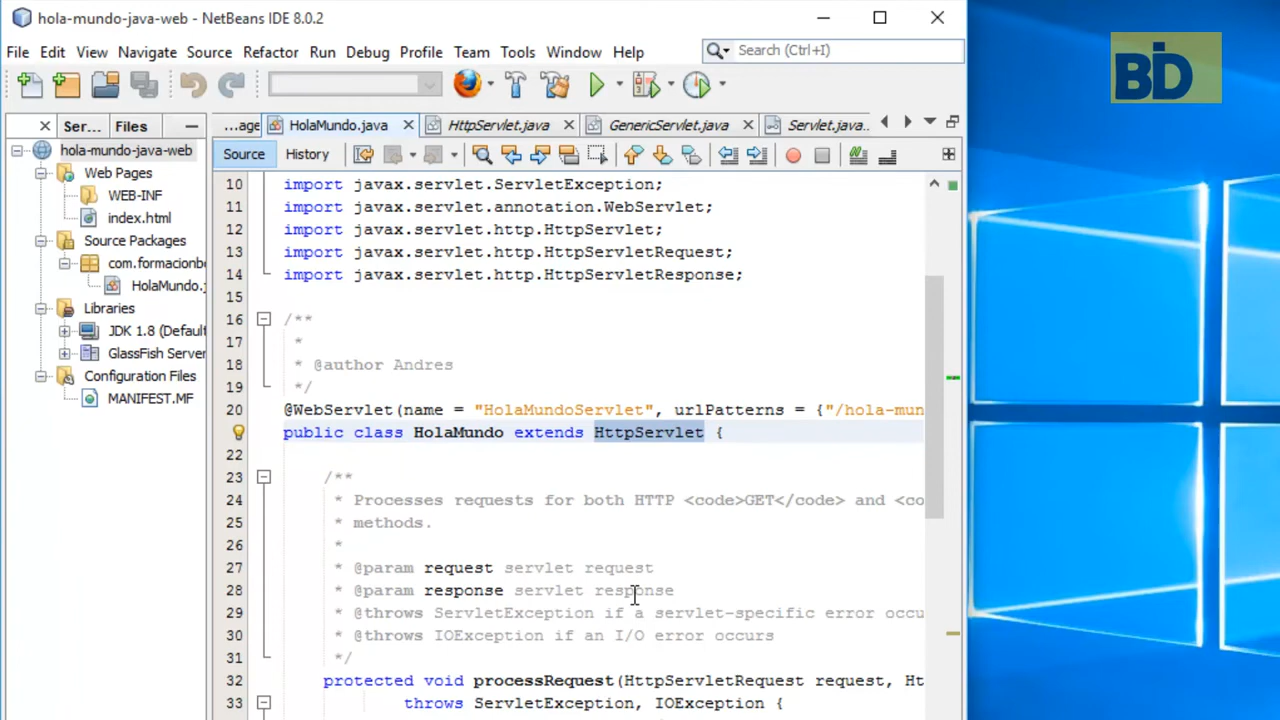 hola-mundo-java-web - NetBeans IDE 8.0.2
File Edit View Navigate Source Refactor Run Debug Profile Team Tools Window Help
Search (Ctrl+I)
BID
Ser... Files
...age HolaMundo.java HttpServlet.java GenericServlet.java Servlet.java..
Source History
hola-mundo-java-web
Web Pages
WEB-INF
index.html
Source Packages
com.formacionb
HolaMundo.j
Libraries
JDK 1.8 (Default
GlassFish Server
Configuration Files
MANIFEST.MF
10 import javax.servlet.ServletException;
11 import javax.servlet.annotation.WebServlet;
12 import javax.servlet.http.HttpServlet;
13 import javax.servlet.http.HttpServletRequest;
14 import javax.servlet.http.HttpServletResponse;
15
16 /**
17 *
18 * @author Andres
19 */
20 @WebServlet(name = "HolaMundoServlet", urlPatterns = {"/hola-mun
public class HolaMundo extends HttpServlet {
22
23 /**
24 * Processes requests for both HTTP <code>GET</code> and <co
25 * methods.
26 *
27 * @param request servlet request
28 * @param response servlet response
29 * @throws ServletException if a servlet-specific error occu
30 * @throws IOException if an I/O error occurs
31 */
32 protected void processRequest(HttpServletRequest request, Ht
33 throws ServletException, IOException {